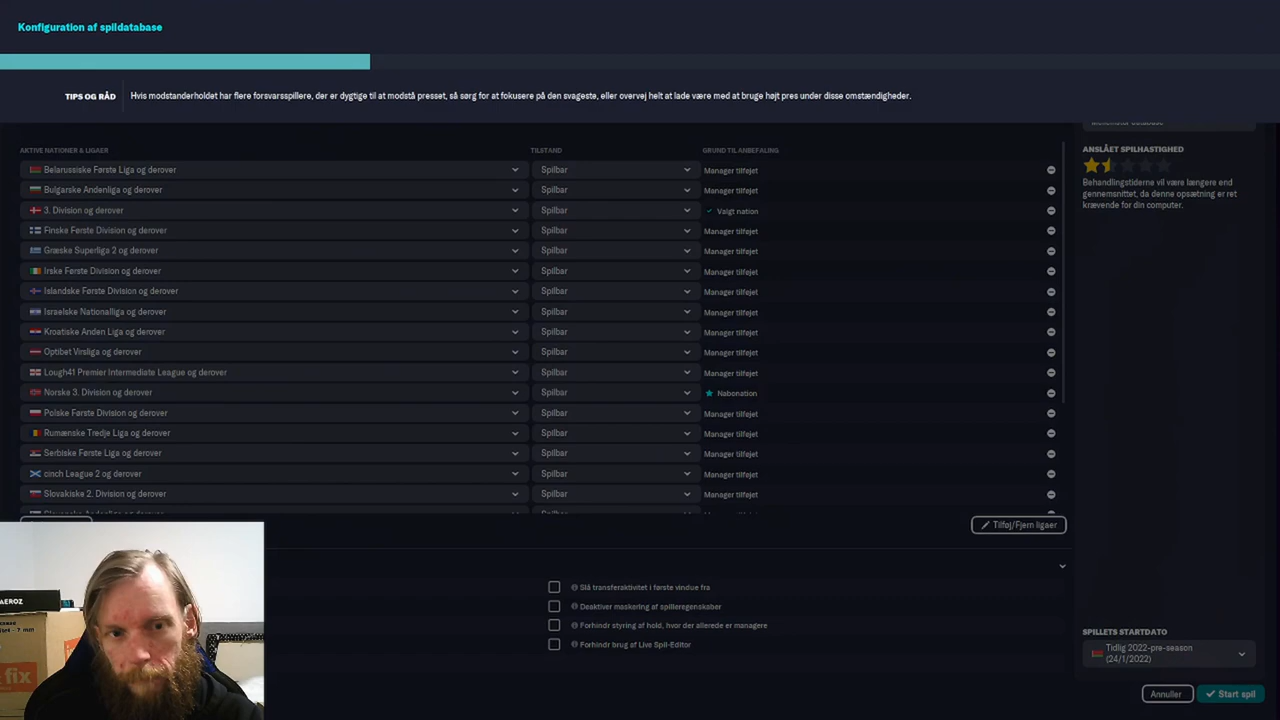 Konfiguration af spildatabase
TIPS OG RÅD
Hvis modstanderholdet har flere forsvarsspillere, der er dygtige til at modstå presset, så sørg for at fokusere på den svageste, eller overvej helt at lade være med at bruge højt pres under disse omstændigheder.
AKTIVE NATIONER & LIGAER TILSTAND GRUND TIL ANBEFALING
Belarussiske Første Liga og derover Spilbar Manager tilføjet
Bulgarske Andenliga og derover Spilbar Manager tilføjet
3. Division og derover Spilbar Valgt nation
Finske Første Division og derover Spilbar Manager tilføjet
Græske Superliga 2 og derover Spilbar Manager tilføjet
Irske Første Division og derover Spilbar Manager tilføjet
Islandske Første Division og derover Spilbar Manager tilføjet
Israelske Nationalliga og derover Spilbar Manager tilføjet
Kroatiske Anden Liga og derover Spilbar Manager tilføjet
Optibet Virsliga og derover Spilbar Manager tilføjet
Lough41 Premier Intermediate League og derover Spilbar Manager tilføjet
Norske 3. Division og derover Spilbar Nabonation
Polske Første Division og derover Spilbar Manager tilføjet
Rumænske Tredje Liga og derover Spilbar Manager tilføjet
Serbiske Første Liga og derover Spilbar Manager tilføjet
cinch League 2 og derover Spilbar Manager tilføjet
Slovakiske 2. Division og derover Spilbar Manager tilføjet
Tilføj/Fjern ligaer
Slå transferaktivitet i første vindue fra
Deaktiver maskering af spilleregenskaber
Forhindr styring af hold, hvor der allerede er managere
Forhindr brug af Live Spil-Editor
ANSLÅET SPILHASTIGHED
Behandlingstiderne vil være længere end
gennemsnittet, da denne opsætning er ret
krævende for din computer.
SPILLETS STARTDATO
Tidlig 2022-pre-season
(24/1/2022)
Annuller Start spil
AEROZ
fix